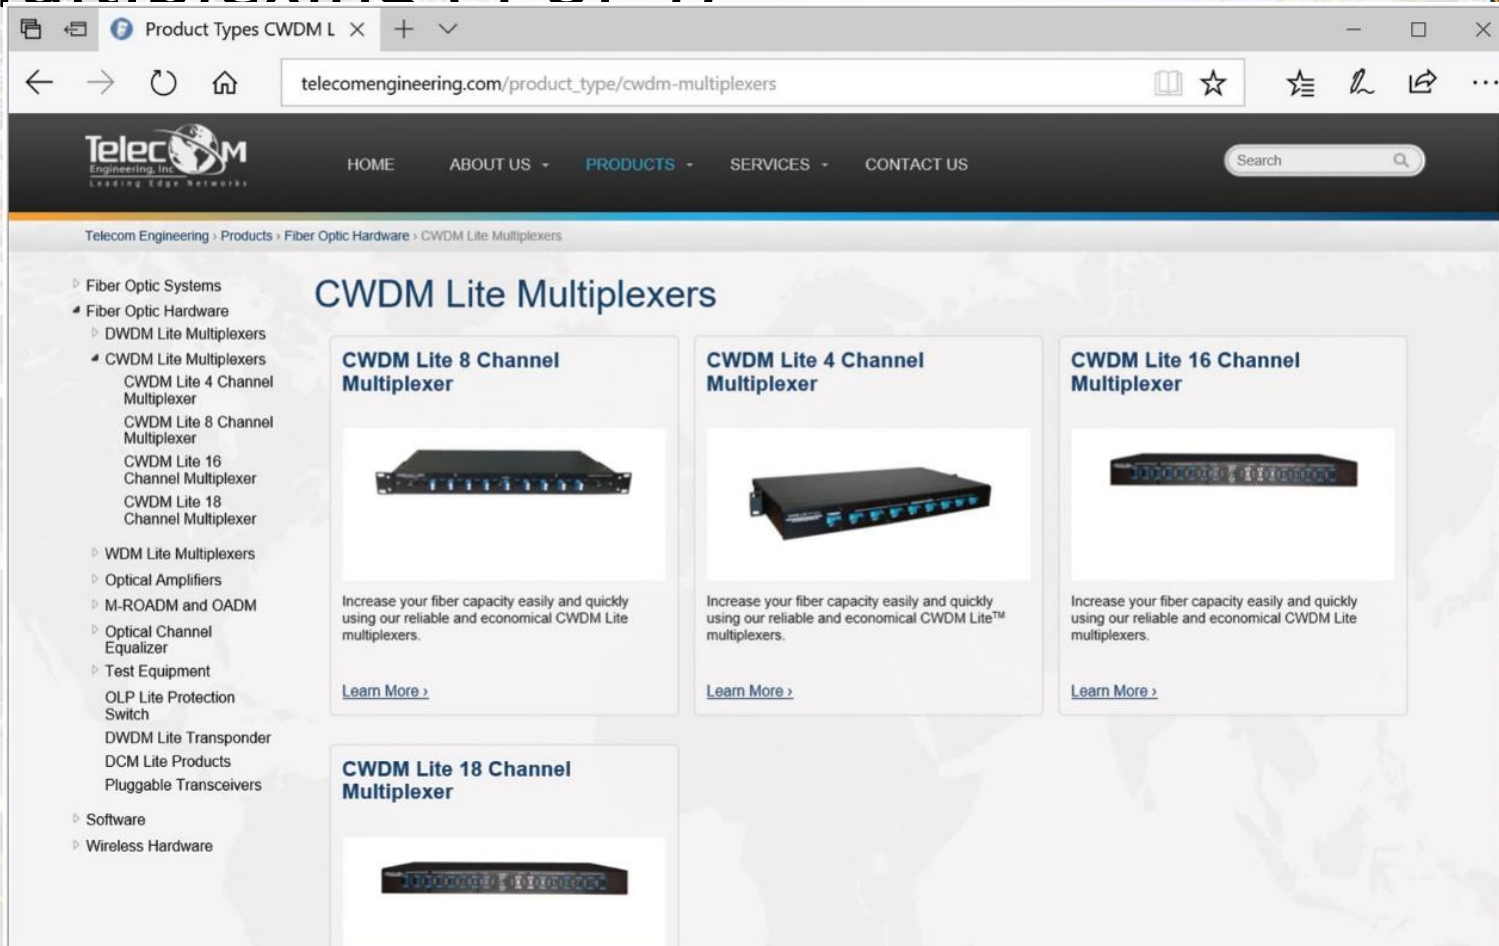 Product Types CWDM L
telecomengineering.com/product_type/cwdm-multiplexers
TelecOM
Engineering, Inc
Leading Edge Networks
HOME
ABOUT US
PRODUCTS
SERVICES
CONTACT US
Search
Telecom Engineering › Products › Fiber Optic Hardware › CWDM Lite Multiplexers
Fiber Optic Systems
Fiber Optic Hardware
DWDM Lite Multiplexers
CWDM Lite Multiplexers
CWDM Lite 4 Channel
Multiplexer
CWDM Lite 8 Channel
Multiplexer
CWDM Lite 16
Channel Multiplexer
CWDM Lite 18
Channel Multiplexer
WDM Lite Multiplexers
Optical Amplifiers
M-ROADM and OADM
Optical Channel
Equalizer
Test Equipment
OLP Lite Protection
Switch
DWDM Lite Transponder
DCM Lite Products
Pluggable Transceivers
Software
Wireless Hardware
CWDM Lite Multiplexers
CWDM Lite 8 Channel
Multiplexer
Increase your fiber capacity easily and quickly
using our reliable and economical CWDM Lite
multiplexers.
Learn More ›
CWDM Lite 4 Channel
Multiplexer
Increase your fiber capacity easily and quickly
using our reliable and economical CWDM Lite™
multiplexers.
Learn More ›
CWDM Lite 16 Channel
Multiplexer
Increase your fiber capacity easily and quickly
using our reliable and economical CWDM Lite
multiplexers.
Learn More ›
CWDM Lite 18 Channel
Multiplexer